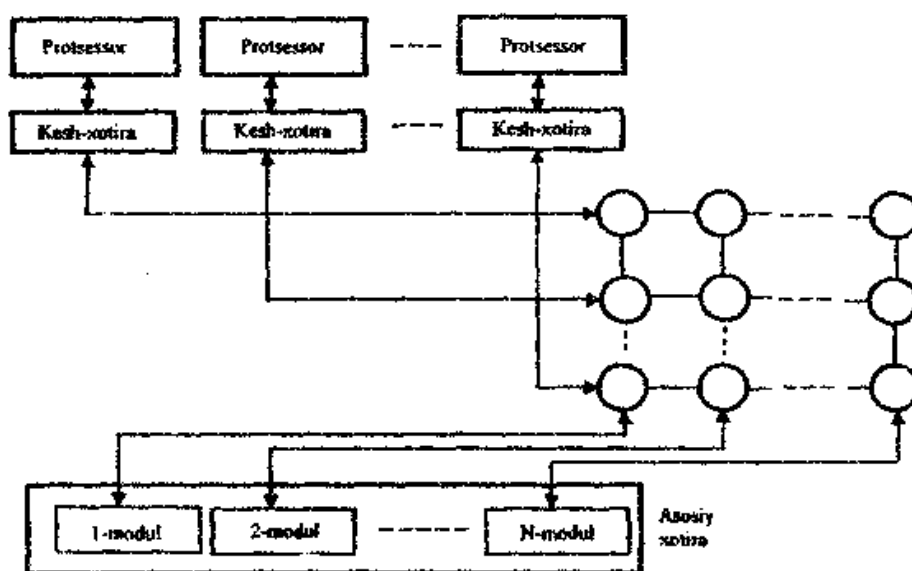 Protsessor
Protsessor
Protsessor
Kesh-xotira
Kesh-xotira
Kesh-xotira
1-modul
2-modul
N-modul
Asosiy
xotira